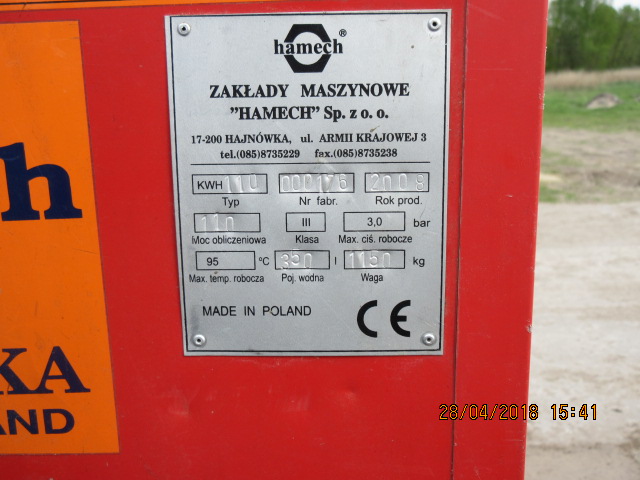 hamech®
ZAKŁADY MASZYNOWE
"HAMECH" Sp. z o. o.
17-200 HAJNÓWKA, ul. ARMII KRAJOWEJ 3
tel.(085)8735229 fax.(085)8735238
KWH 110 000176 2008
Typ Nr fabr. Rok prod.
110 III 3,0 bar
Moc obliczeniowa Klasa Max. ciś. robocze
95 °C 390 l 1150 kg
Max. temp. robocza Poj. wodna Waga
MADE IN POLAND CE
h
KA
AND
28/04/2018 15:41